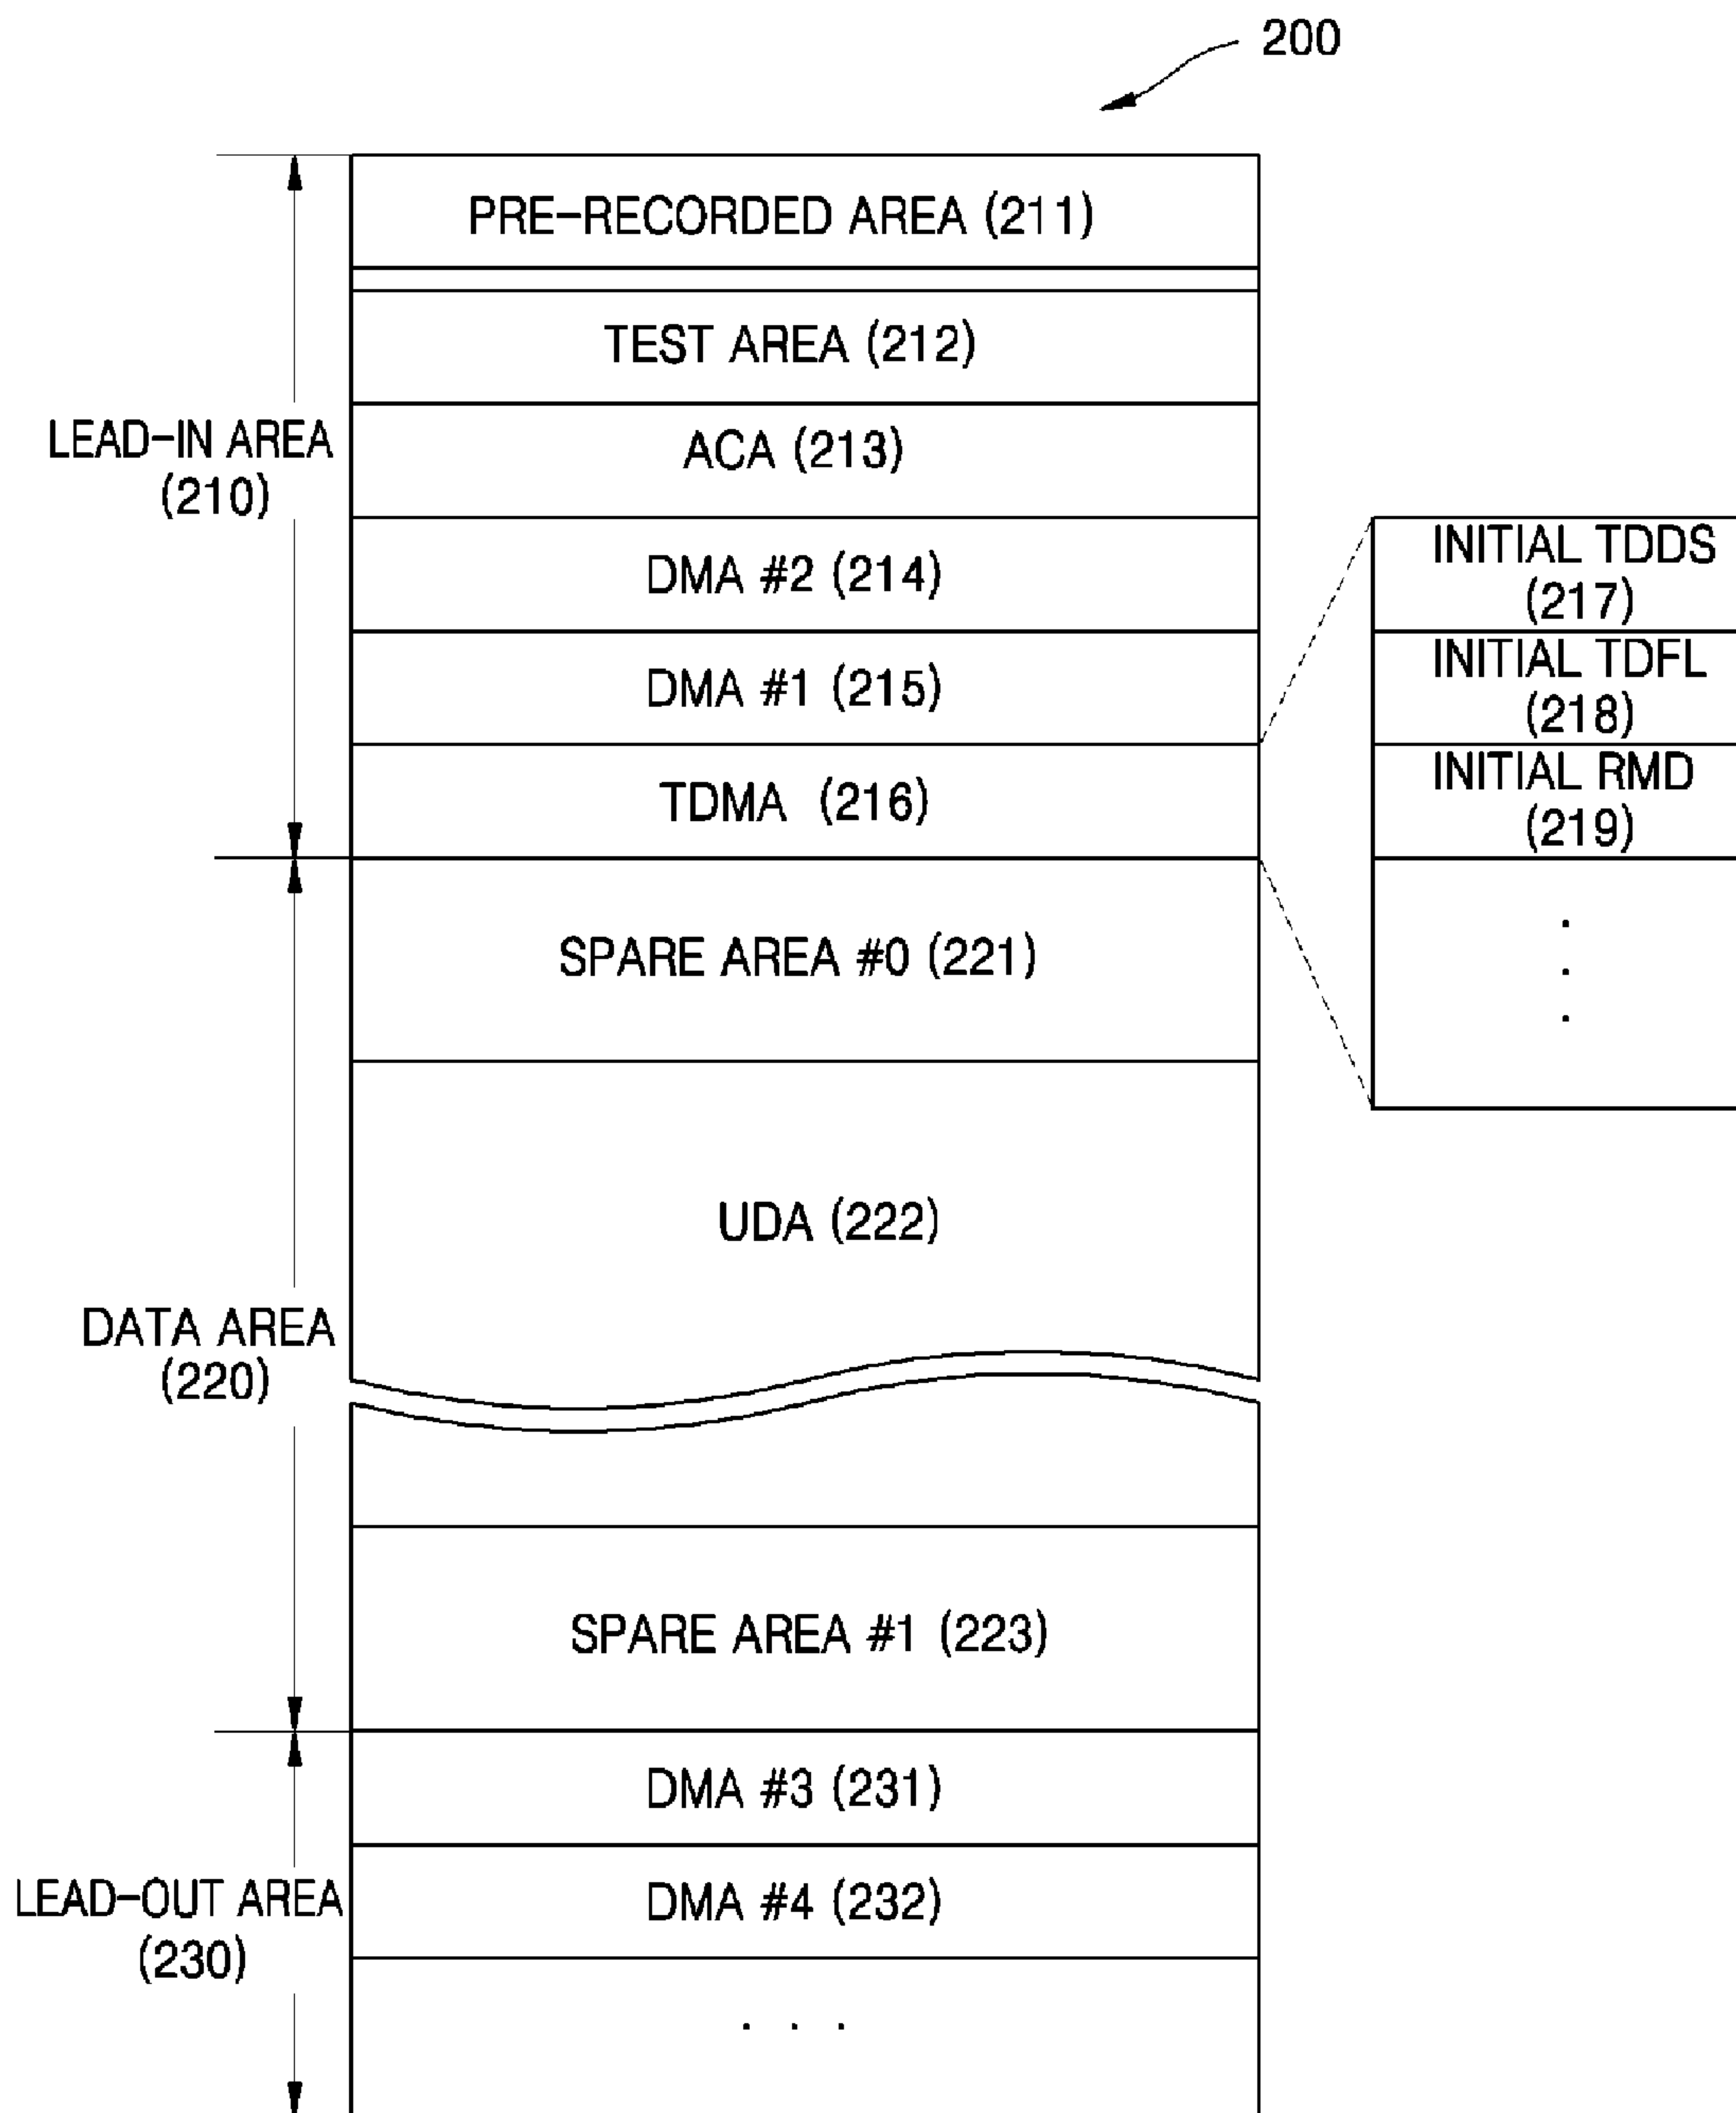 200
PRE-RECORDED AREA (211)
TEST AREA (212)
LEAD-IN AREA
(210)
ACA (213)
DMA #2 (214)
DMA #1 (215)
TDMA (216)
INITIAL TDDS
(217)
INITIAL TDFL
(218)
INITIAL RMD
(219)
.
.
.
SPARE AREA #0 (221)
UDA (222)
DATA AREA
(220)
SPARE AREA #1 (223)
DMA #3 (231)
LEAD-OUT AREA
(230)
DMA #4 (232)
. . .